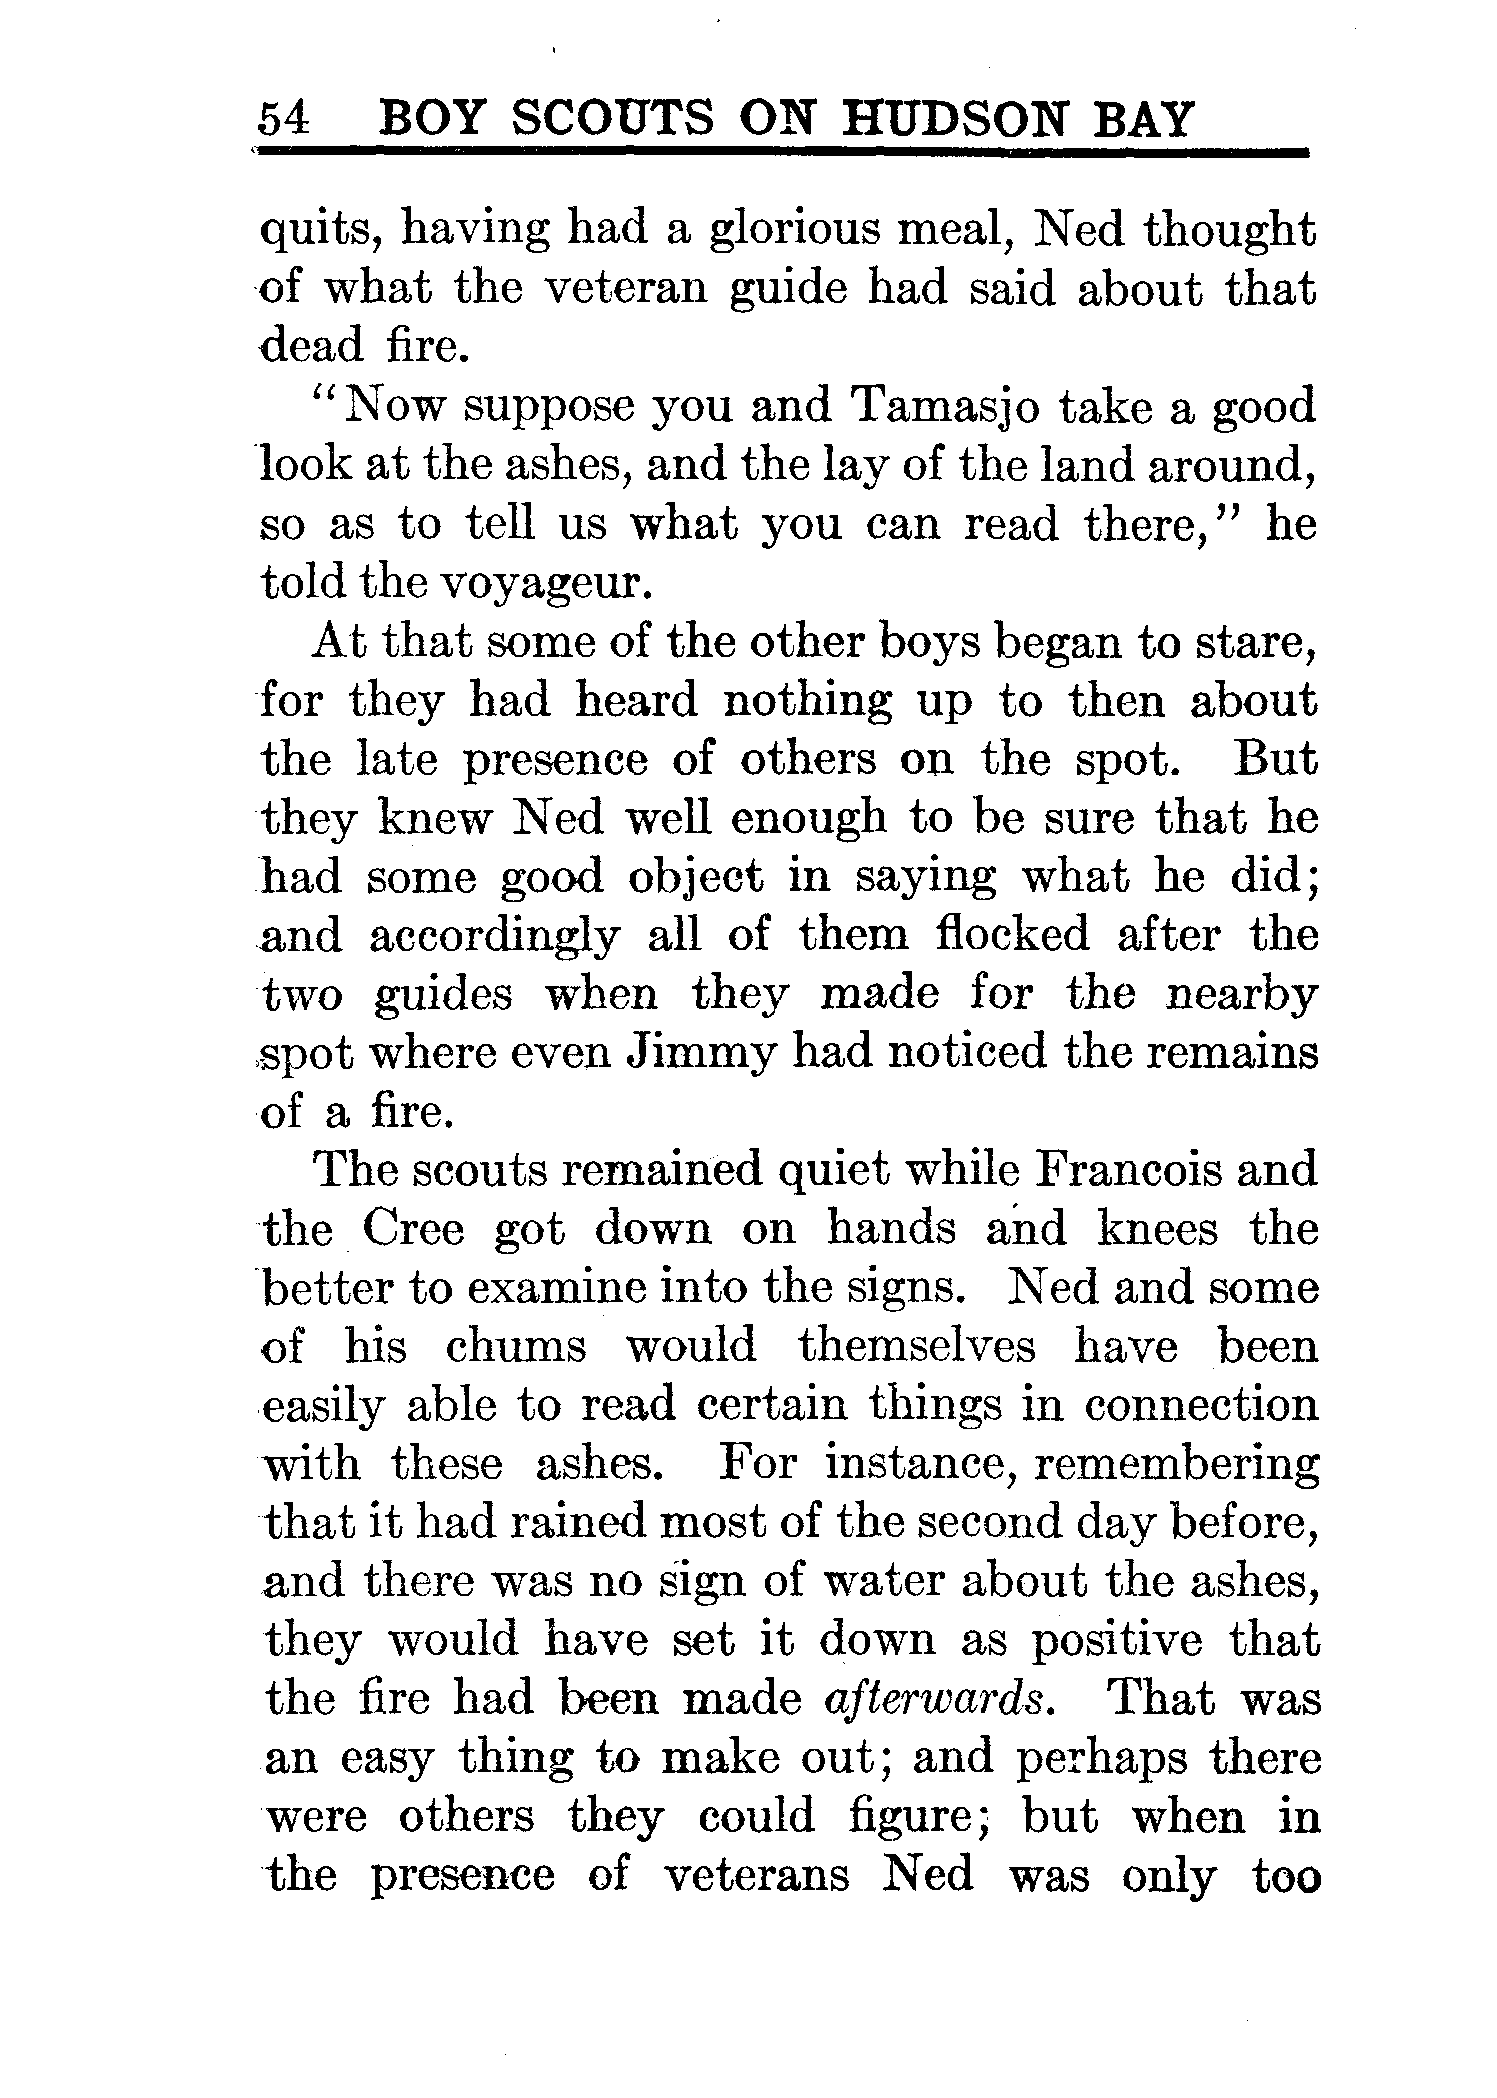 54 BOY SCOUTS ON HUDSON BAY
quits, having had a glorious meal, Ned thought
of what the veteran guide had said about that
dead fire.
"Now suppose you and Tamasjo take a good
look at the ashes, and the lay of the land around,
so as to tell us what you can read there," he
told the voyageur.
At that some of the other boys began to stare,
for they had heard nothing up to then about
the late presence of others on the spot. But
they knew Ned well enough to be sure that he
had some good object in saying what he did;
and accordingly all of them flocked after the
two guides when they made for the nearby
spot where even Jimmy had noticed the remains
of a fire.
The scouts remained quiet while Francois and
the Cree got down on hands and knees the
better to examine into the signs. Ned and some
of his chums would themselves have been
easily able to read certain things in connection
with these ashes. For instance, remembering
that it had rained most of the second day before,
and there was no sign of water about the ashes,
they would have set it down as positive that
the fire had been made afterwards. That was
an easy thing to make out; and perhaps there
were others they could figure; but when in
the presence of veterans Ned was only too